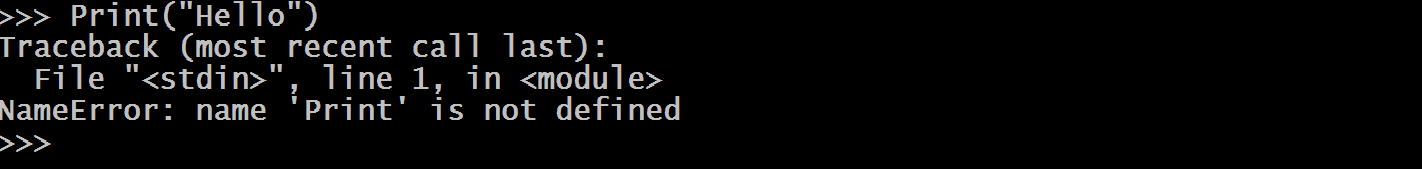 >>> Print("Hello")
Traceback (most recent call last):
  File "<stdin>", line 1, in <module>
NameError: name 'Print' is not defined
>>>